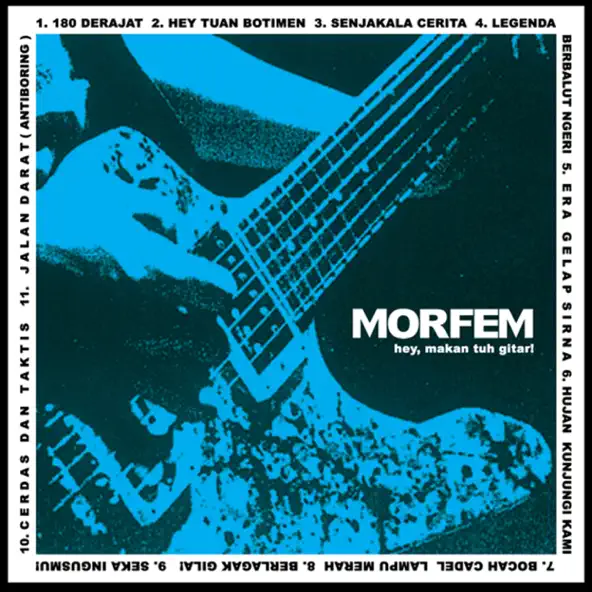 1. 180 DERAJAT 2. HEY TUAN BOTIMEN 3. SENJAKALA CERITA 4. LEGENDA
BERBALUT NGERI 5. ERA GELAP SIRNA 6. HUJAN KUNJUNGI KAMI
7. BOCAH CADEL LAMPU MERAH 8. BERLAGAK GILA! 9. SEKA INGUSMU!
10. CERDAS DAN TAKTIS 11. JALAN DARAT ( ANTIBORING )
MORFEM
hey, makan tuh gitar!